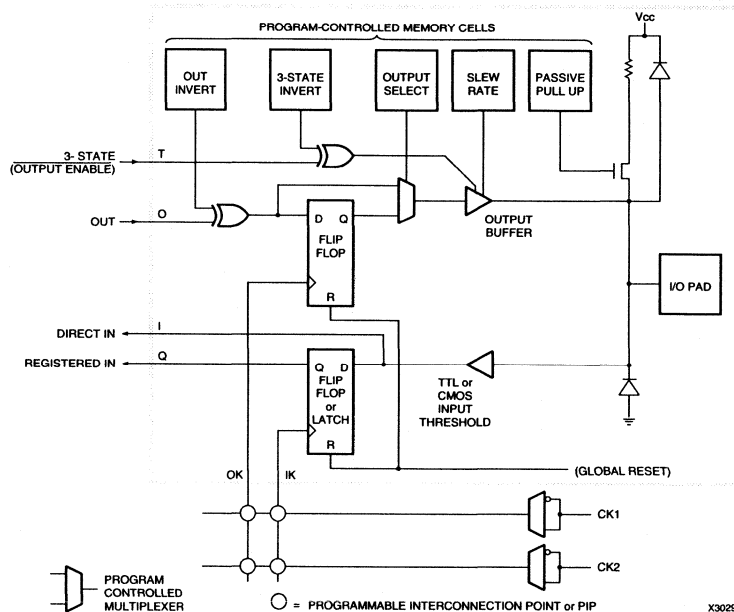 PROGRAM-CONTROLLED MEMORY CELLS
Vcc
OUT
INVERT
3-STATE
INVERT
OUTPUT
SELECT
SLEW
RATE
PASSIVE
PULL UP
3- STATE
(OUTPUT ENABLE)
T
OUT
O
D Q
FLIP
FLOP
R
OUTPUT
BUFFER
I/O PAD
DIRECT IN
I
REGISTERED IN
Q
Q D
FLIP
FLOP
or
LATCH
R
TTL or
CMOS
INPUT
THRESHOLD
OK
IK
(GLOBAL RESET)
CK1
CK2
PROGRAM
CONTROLLED
MULTIPLEXER
= PROGRAMMABLE INTERCONNECTION POINT or PIP
X3029